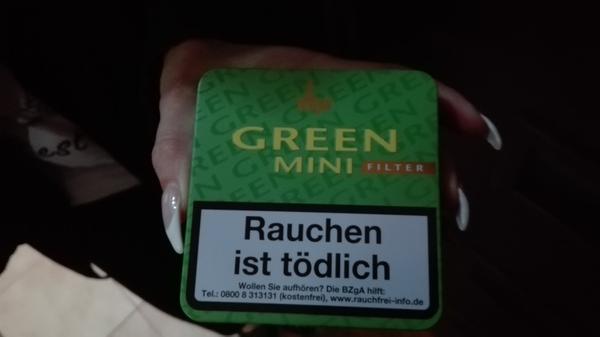 GREEN
MINI FILTER
Rauchen
ist tödlich
Wollen Sie aufhören? Die BZgA hilft:
Tel.: 0800 8 313131 (kostenfrei), www.rauchfrei-info.de